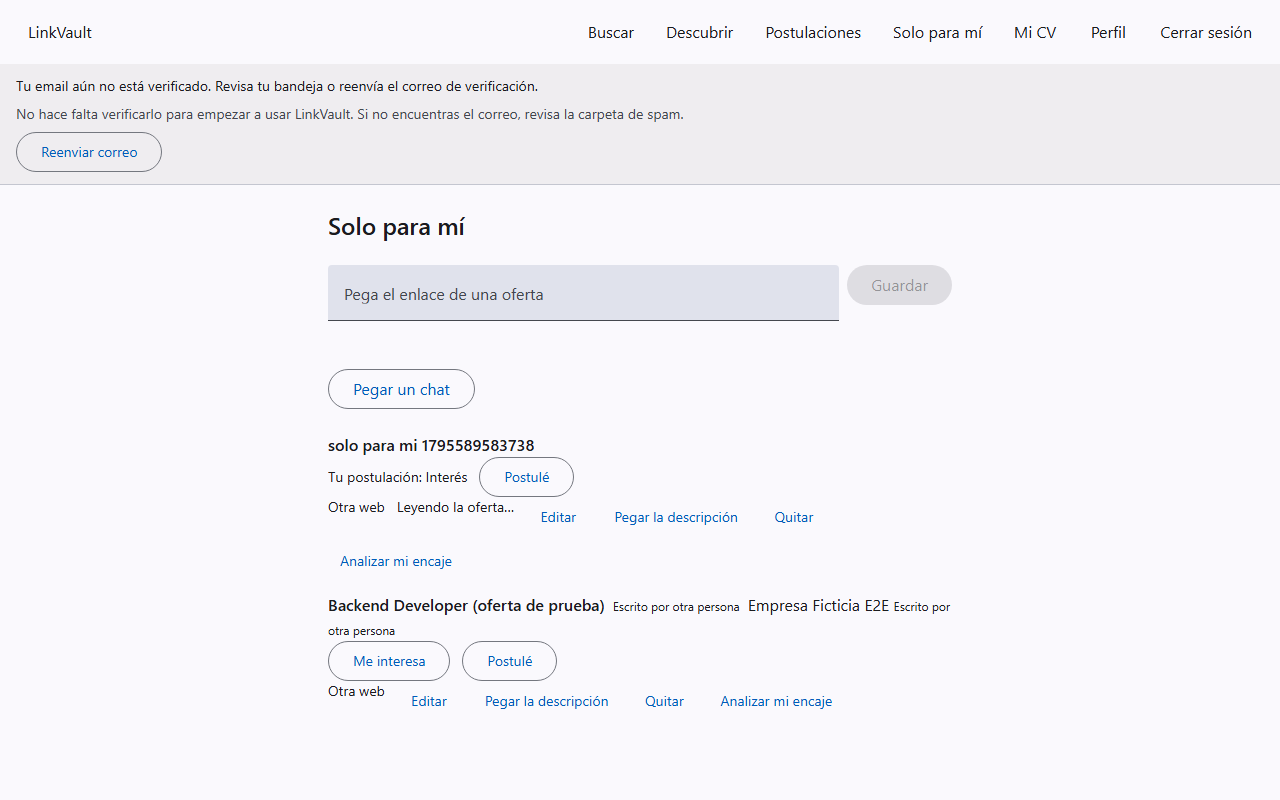 LinkVault
Buscar Descubrir Postulaciones Solo para mí Mi CV Perfil Cerrar sesión
Tu email aún no está verificado. Revisa tu bandeja o reenvía el correo de verificación.
No hace falta verificarlo para empezar a usar LinkVault. Si no encuentras el correo, revisa la carpeta de spam.
Reenviar correo
Solo para mí
Pega el enlace de una oferta
Guardar
Pegar un chat
solo para mi 1795589583738
Tu postulación: Interés Postulé
Otra web Leyendo la oferta... Editar Pegar la descripción Quitar
Analizar mi encaje
Backend Developer (oferta de prueba) Escrito por otra persona Empresa Ficticia E2E Escrito por
otra persona
Me interesa Postulé
Otra web Editar Pegar la descripción Quitar Analizar mi encaje